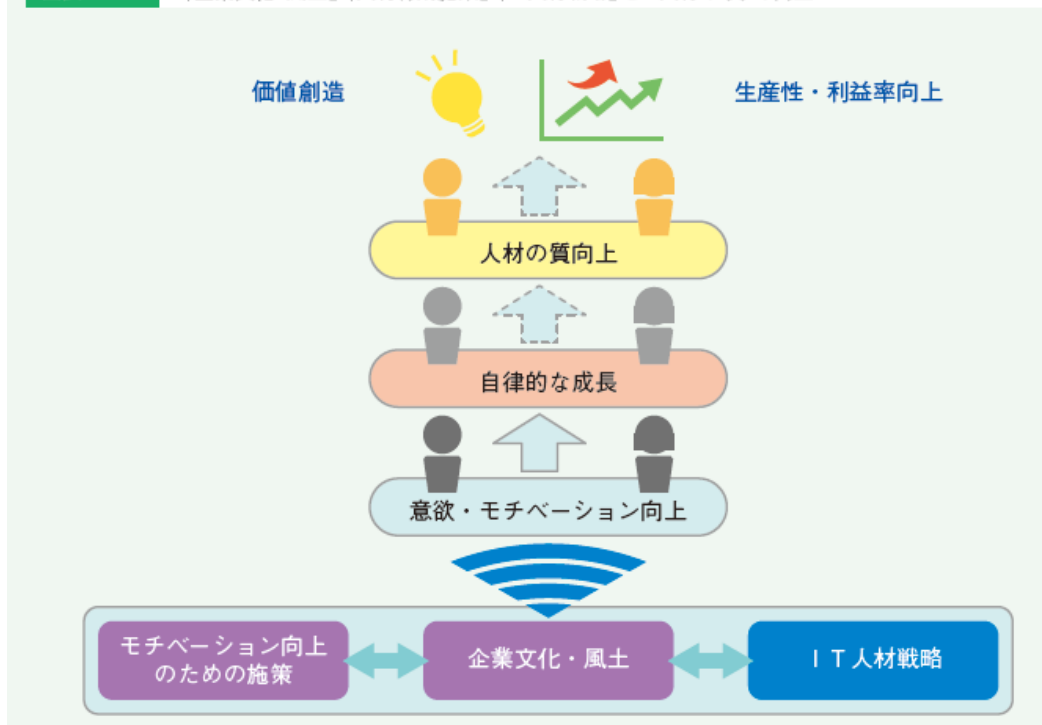 価値創造
生産性・利益率向上
人材の質向上
自律的な成長
意欲・モチベーション向上
モチベーション向上
のための施策
企業文化・風土
ＩＴ人材戦略